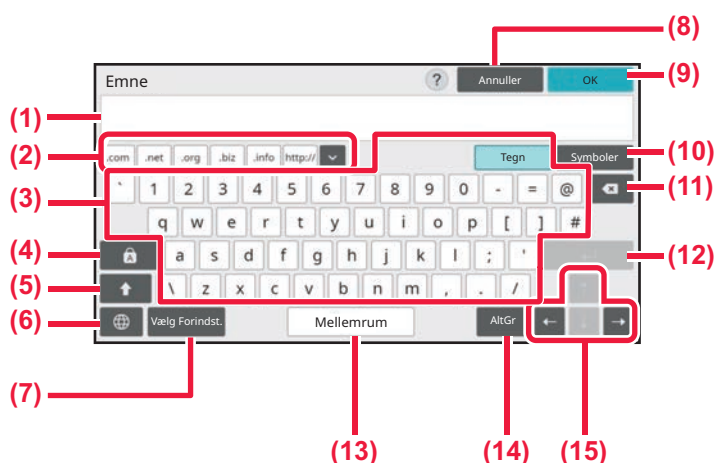 (8)
Emne ? Annuller OK (9)
(1)
(2) .com .net .org .biz .info http:// Tegn Symboler (10)
(3) ` 1 2 3 4 5 6 7 8 9 0 - = @ (11)
q w e r t y u i o p [ ] #
(4) A a s d f g h j k l ; ' (12)
(5) \ z x c v b n m , . /
(6) Vælg Forindst. Mellemrum AltGr
(7)
(13) (14) (15)